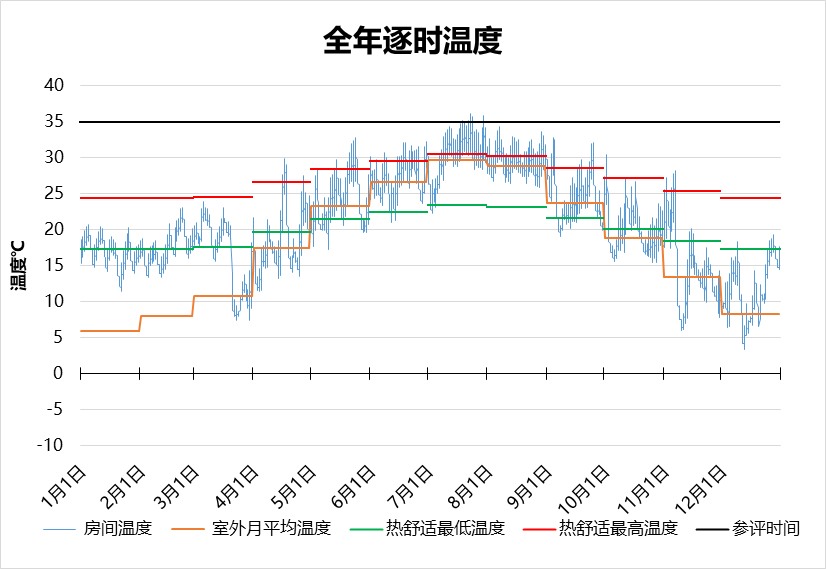 全年逐时温度
温度℃
40
35
30
25
20
15
10
5
0
-5
-10
1月1日
2月1日
3月1日
4月1日
5月1日
6月1日
7月1日
8月1日
9月1日
10月1日
11月1日
12月1日
房间温度 室外月平均温度 热舒适最低温度 热舒适最高温度 参评时间